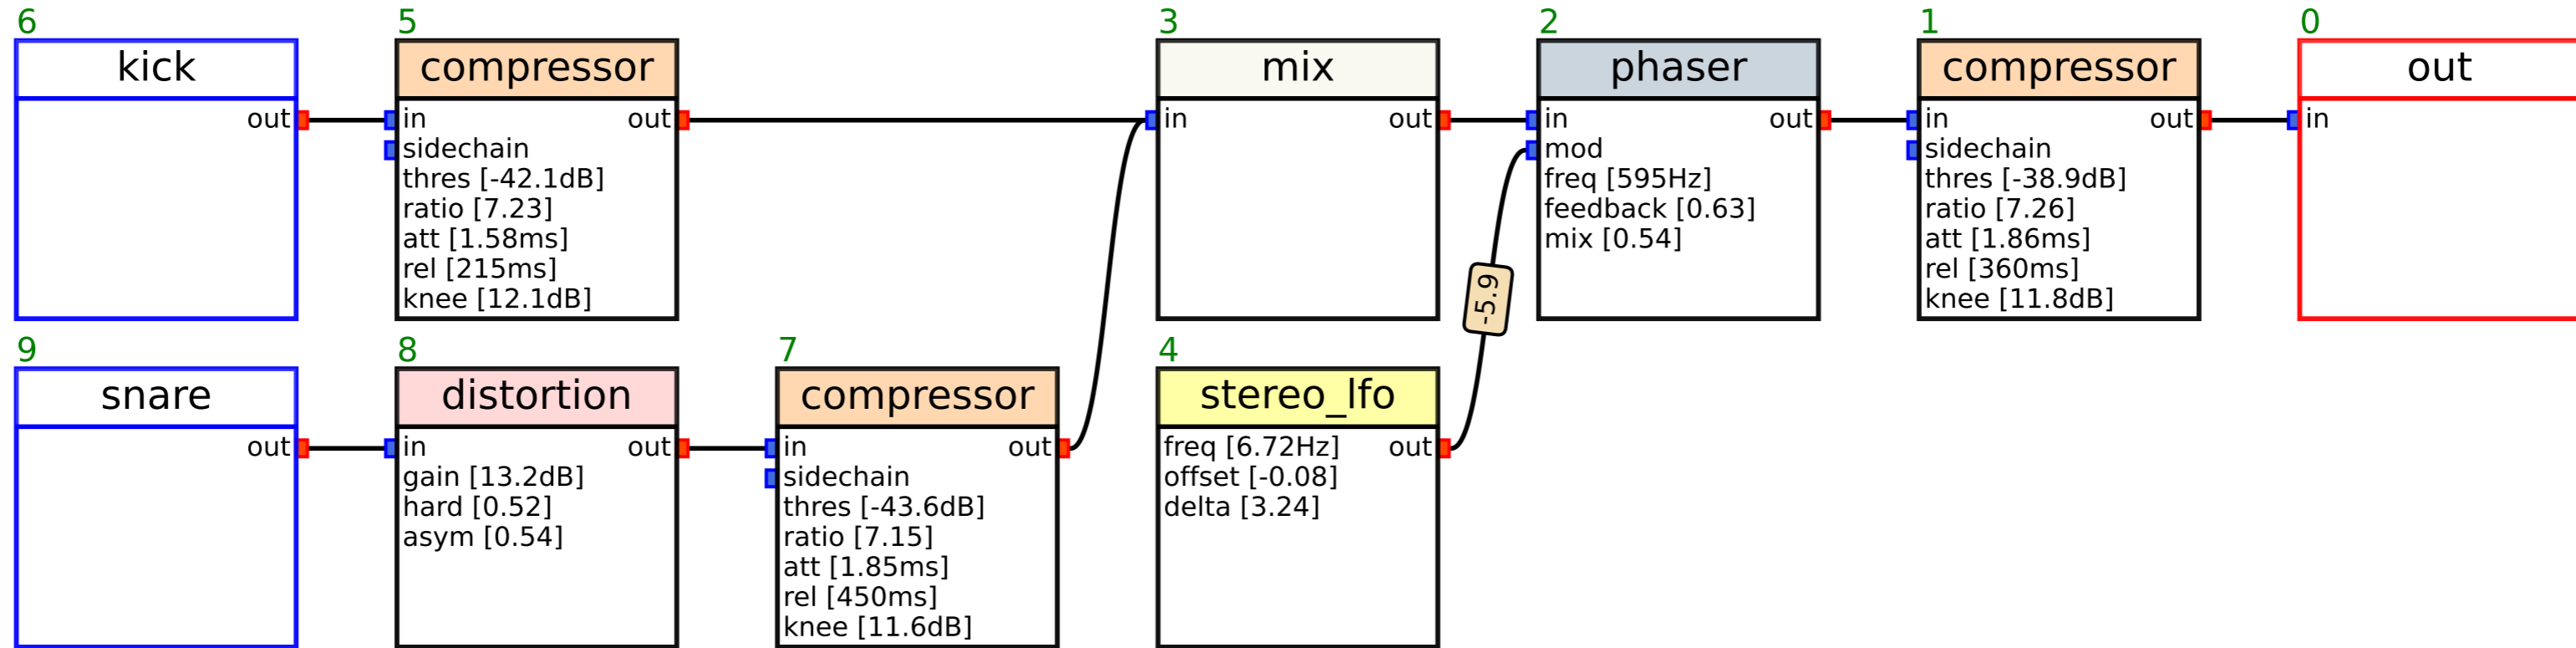 6
kick
out
5
compressor
in out
sidechain
thres [-42.1dB]
ratio [7.23]
att [1.58ms]
rel [215ms]
knee [12.1dB]
3
mix
in out
2
phaser
in out
mod
freq [595Hz]
feedback [0.63]
mix [0.54]
1
compressor
in out
sidechain
thres [-38.9dB]
ratio [7.26]
att [1.86ms]
rel [360ms]
knee [11.8dB]
0
out
in
-5.9
9
snare
out
8
distortion
in out
gain [13.2dB]
hard [0.52]
asym [0.54]
7
compressor
in out
sidechain
thres [-43.6dB]
ratio [7.15]
att [1.85ms]
rel [450ms]
knee [11.6dB]
4
stereo_lfo
freq [6.72Hz] out
offset [-0.08]
delta [3.24]